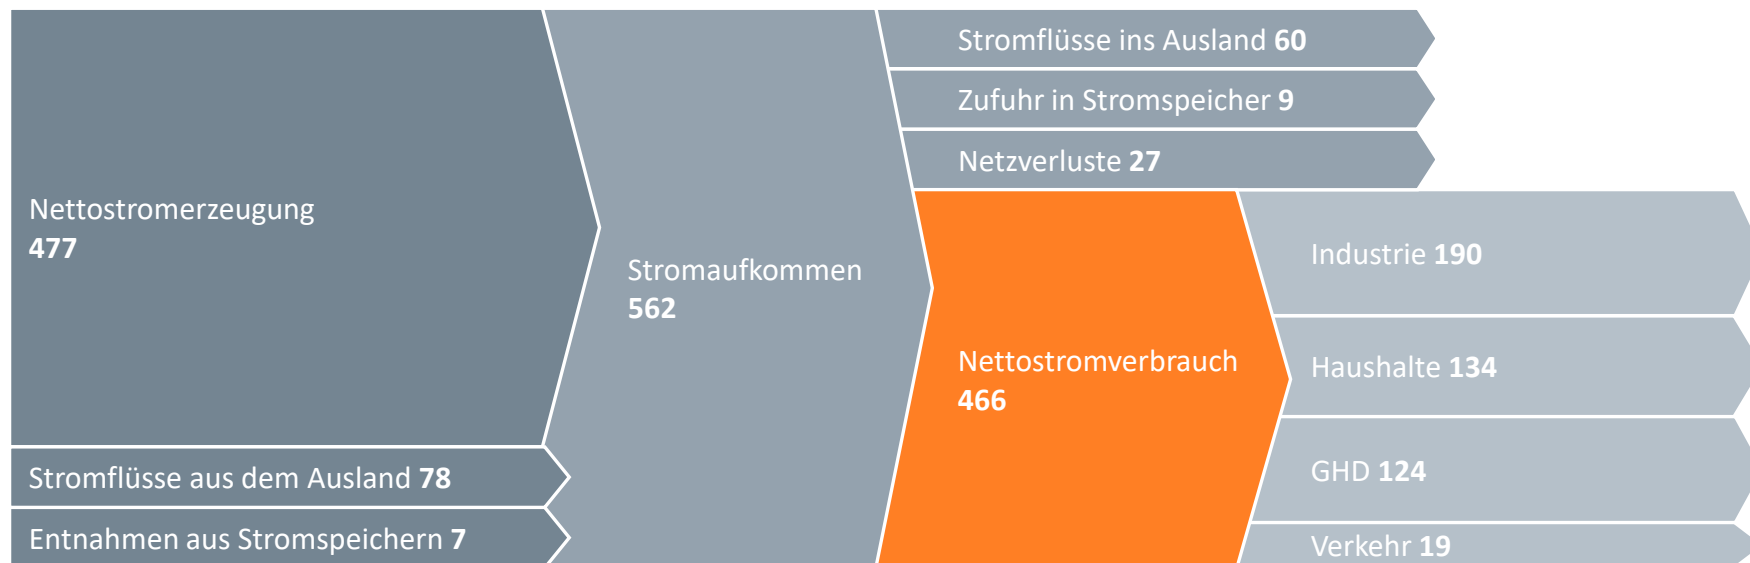 Nettostromerzeugung
477
Stromflüsse aus dem Ausland 78
Entnahmen aus Stromspeichern 7
Stromaufkommen
562
Stromflüsse ins Ausland 60
Zufuhr in Stromspeicher 9
Netzverluste 27
Nettostromverbrauch
466
Industrie 190
Haushalte 134
GHD 124
Verkehr 19